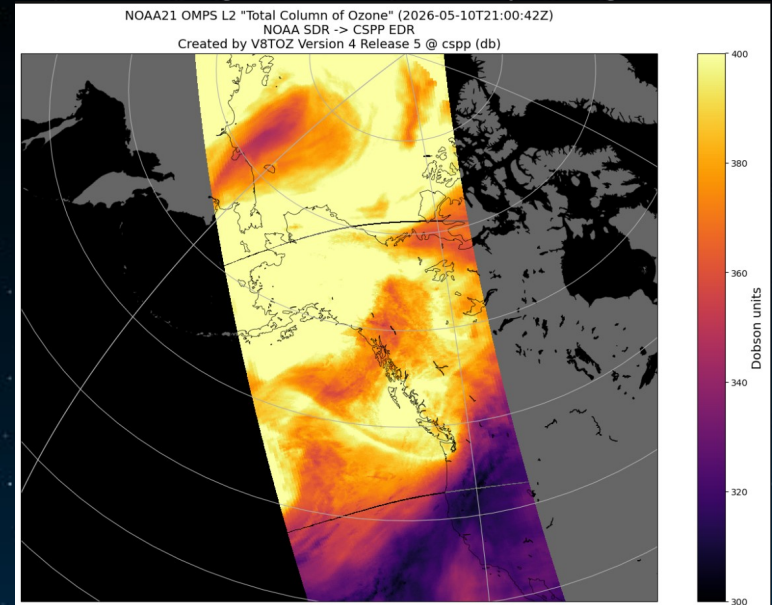 NOAA21 OMPS L2 "Total Column of Ozone" (2026-05-10T21:00:42Z)
NOAA SDR -> CSPP EDR
Created by V8TOZ Version 4 Release 5 @ cspp (db)
400
380
360
340
320
300
Dobson units